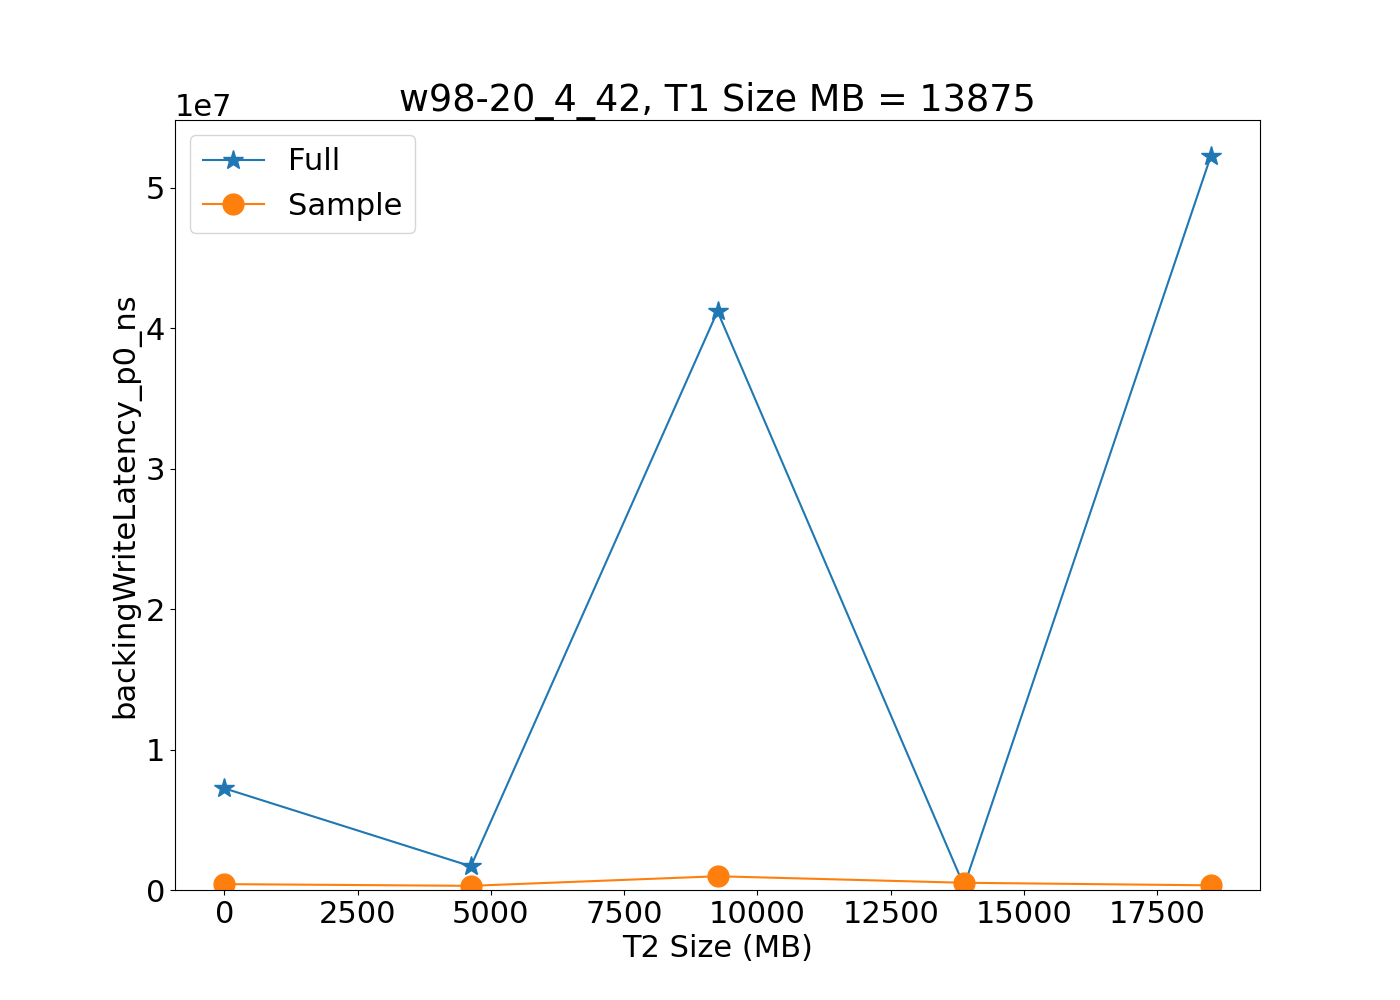 w98-20_4_42, T1 Size MB = 13875
1e7
Full
Sample
backingWriteLatency_p0_ns
5
4
3
2
1
0
0 2500 5000 7500 10000 12500 15000 17500
T2 Size (MB)